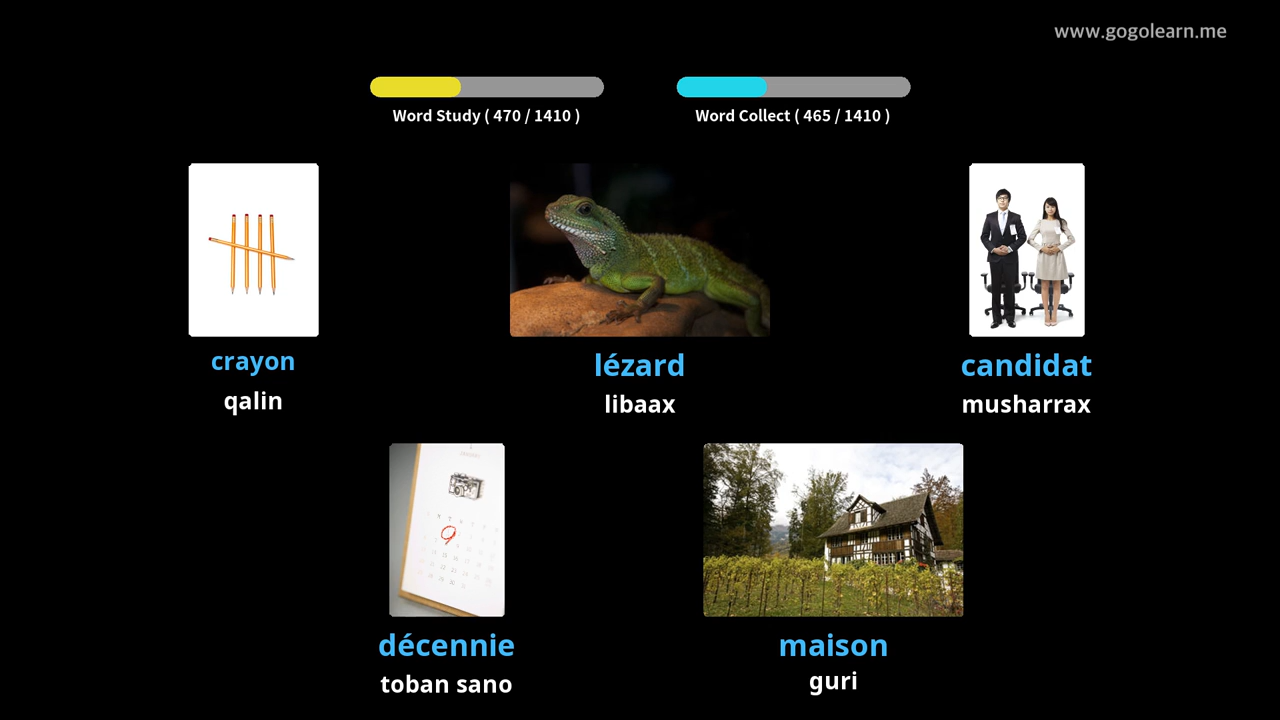 www.gogolearn.me
Word Study ( 470 / 1410 )
Word Collect ( 465 / 1410 )
crayon
qalin
lézard
libaax
candidat
musharrax
décennie
toban sano
maison
guri